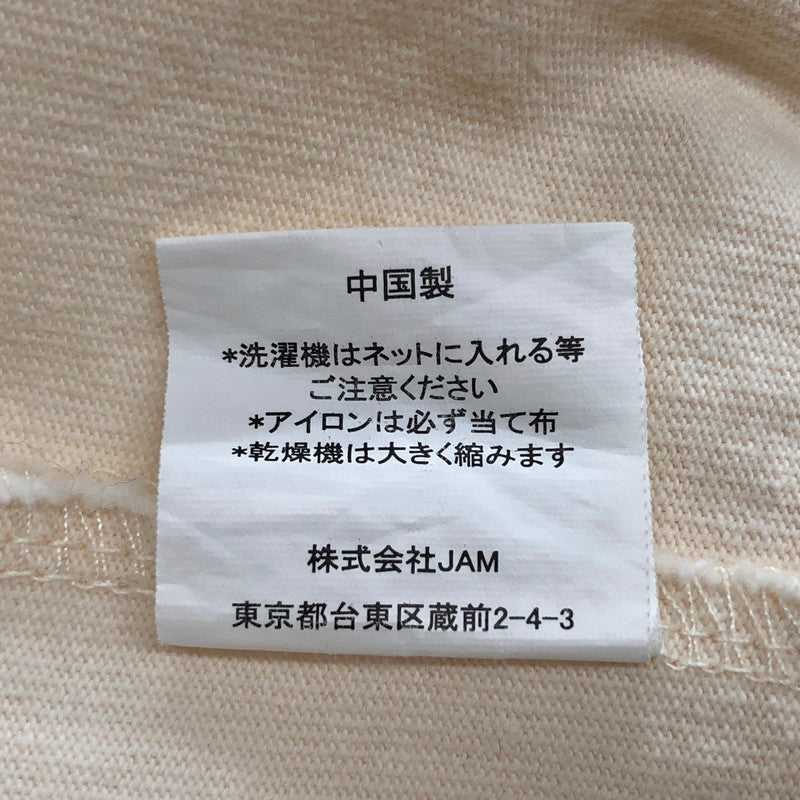 中国製
*洗濯機はネットに入れる等
ご注意ください
*アイロンは必ず当て布
*乾燥機は大きく縮みます
株式会社JAM
東京都台東区蔵前2-4-3